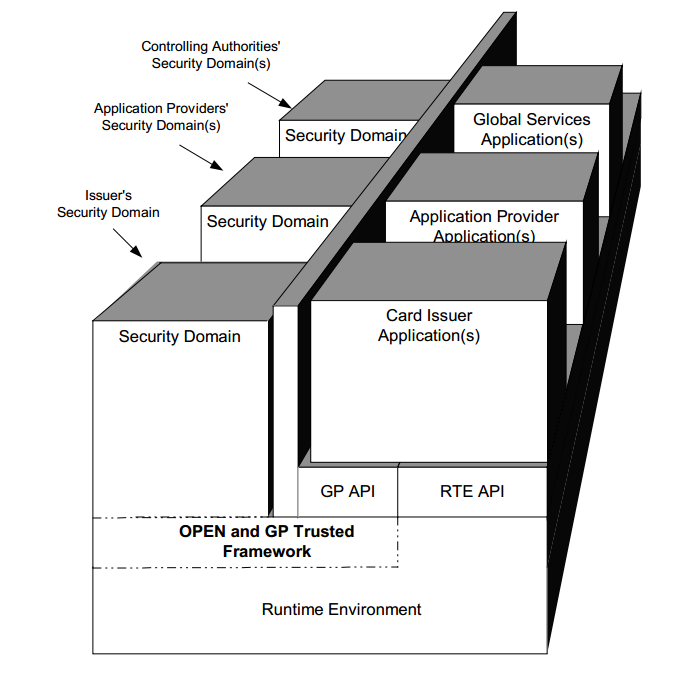 Controlling Authorities'
Security Domain(s)
Application Providers'
Security Domain(s)
Issuer's
Security Domain
Security Domain
Security Domain
Security Domain
Global Services
Application(s)
Application Provider
Application(s)
Card Issuer
Application(s)
GP API
RTE API
OPEN and GP Trusted
Framework
Runtime Environment